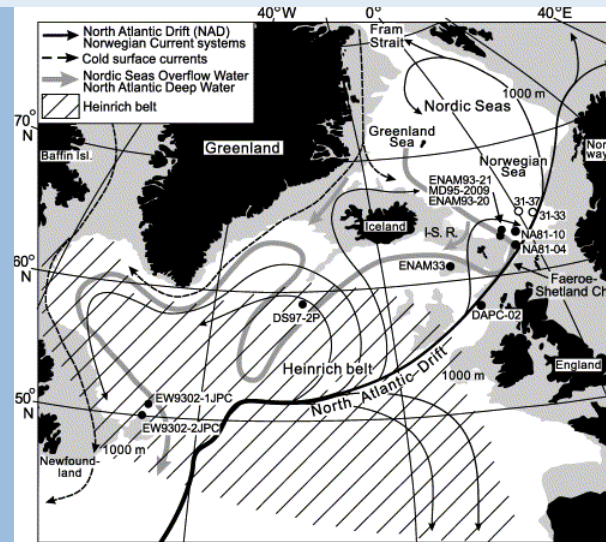 40°W
0°
40°E
North Atlantic Drift (NAD)
Norwegian Current systems
Cold surface currents
Nordic Seas Overflow Water
North Atlantic Deep Water
Heinrich belt
Fram
Strait
1000 m
Nordic Seas
70°
N
Greenland
Sea
Baffin Isl.
Greenland
Nor
way
Norwegian
Sea
ENAM93-21
MD95-2009
ENAM93-20
31-37
31-33
Iceland
I-S. R.
NA81-10
NA81-04
60°
N
ENAM33
Faeroe-
Shetland Ch
DS97-2P
DAPC-02
England
Heinrich belt
North Atlantic Drift
1000 m
50°
N
EW9302-1JPC
EW9302-2JPC
1000 m
Newfound-
land